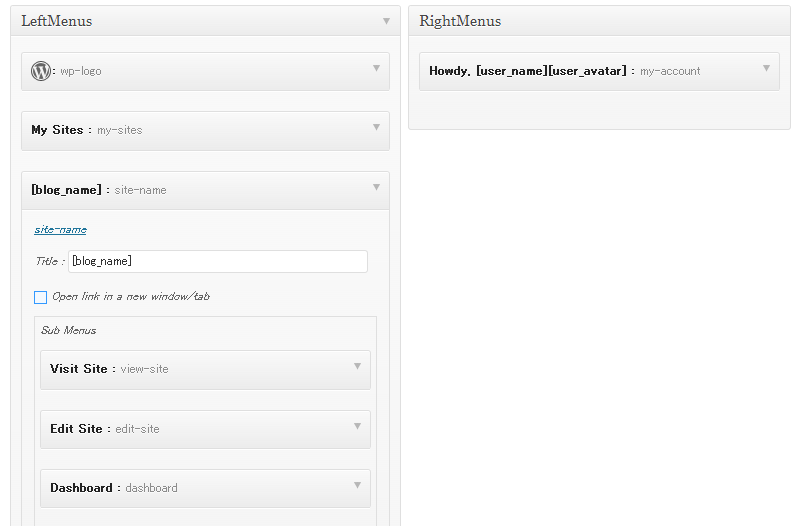 LeftMenus
: wp-logo
My Sites : my-sites
[blog_name] : site-name
site-name
Title : [blog_name]
Open link in a new window/tab
Sub Menus
Visit Site : view-site
Edit Site : edit-site
Dashboard : dashboard
RightMenus
Howdy, [user_name][user_avatar] : my-account